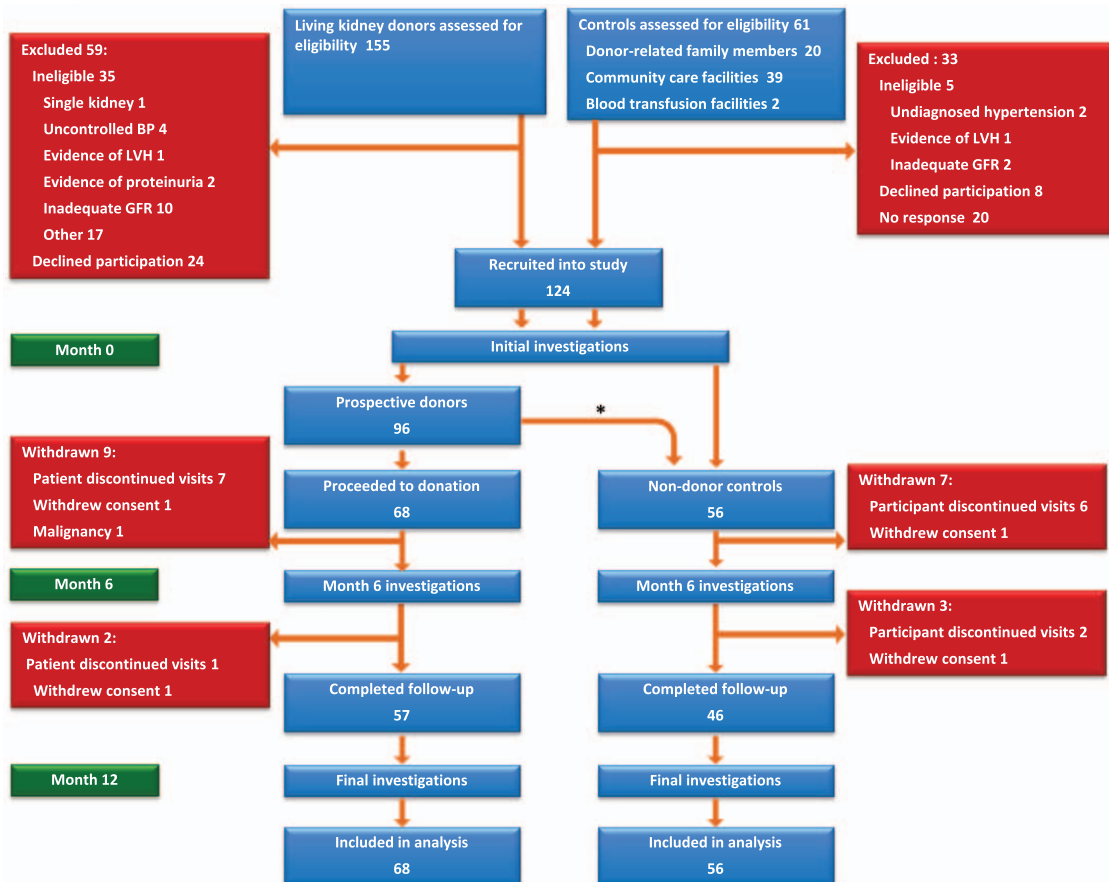 Living kidney donors assessed for
eligibility 155
Controls assessed for eligibility 61
Donor-related family members 20
Community care facilities 39
Blood transfusion facilities 2
Excluded 59:
Ineligible 35
Single kidney 1
Uncontrolled BP 4
Evidence of LVH 1
Evidence of proteinuria 2
Inadequate GFR 10
Other 17
Declined participation 24
Excluded : 33
Ineligible 5
Undiagnosed hypertension 2
Evidence of LVH 1
Inadequate GFR 2
Declined participation 8
No response 20
Recruited into study
124
Month 0
Initial investigations
Prospective donors
96
*
Withdrawn 9:
Patient discontinued visits 7
Withdrew consent 1
Malignancy 1
Proceeded to donation
68
Non-donor controls
56
Withdrawn 7:
Participant discontinued visits 6
Withdrew consent 1
Month 6
Month 6 investigations
Month 6 investigations
Withdrawn 2:
Patient discontinued visits 1
Withdrew consent 1
Withdrawn 3:
Participant discontinued visits 2
Withdrew consent 1
Completed follow-up
57
Completed follow-up
46
Month 12
Final investigations
Final investigations
Included in analysis
68
Included in analysis
56